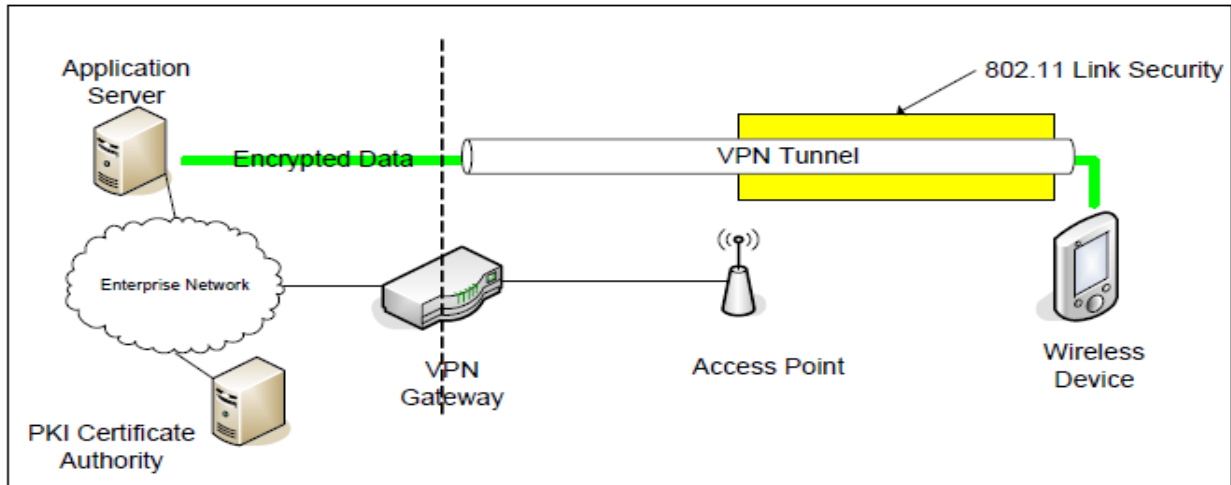 Application
Server
802.11 Link Security
Encrypted Data
VPN Tunnel
Enterprise Network
VPN
Gateway
Access Point
Wireless
Device
PKI Certificate
Authority